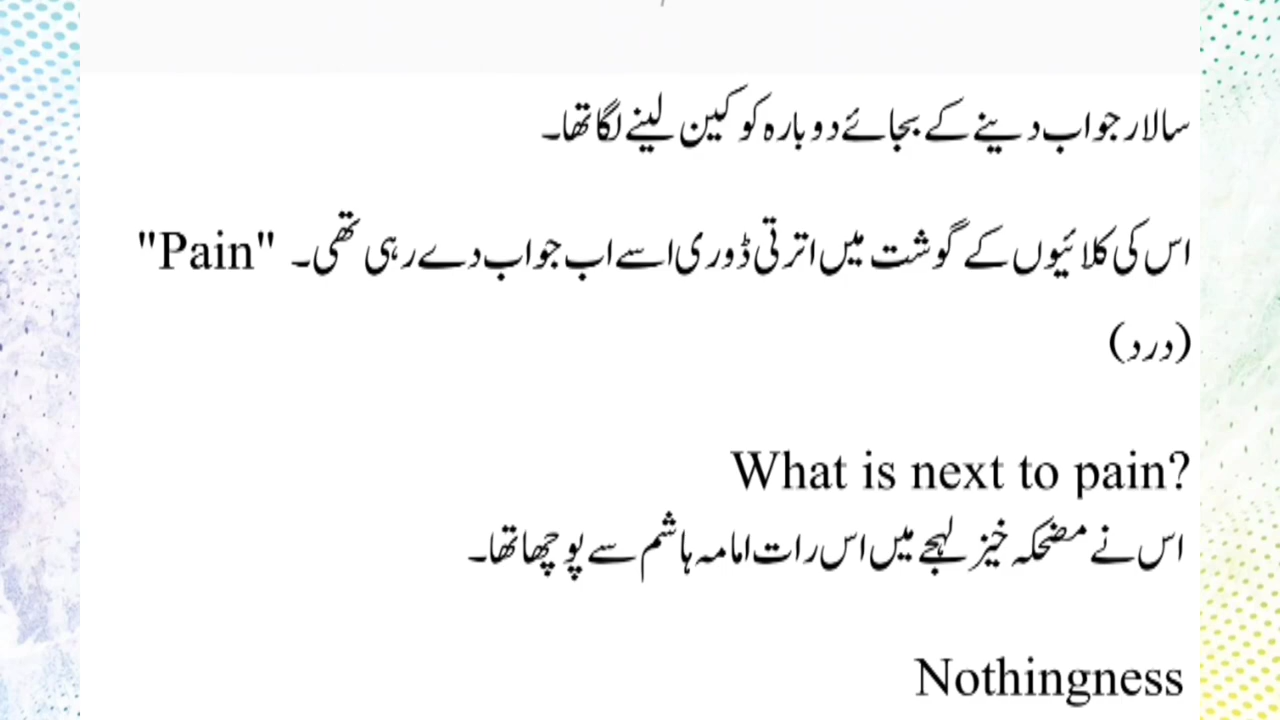 سالار جواب دینے کے بجائے دوبارہ کوکین لینے لگا تھا۔
اس کی کلائیوں کے گوشت میں اترتی ڈوری اسے اب جواب دے رہی تھی۔ "Pain"
(درد)
What is next to pain?
اس نے مضحکہ خیز لہجے میں اس رات امامہ ہاشم سے پوچھا تھا۔
Nothingness